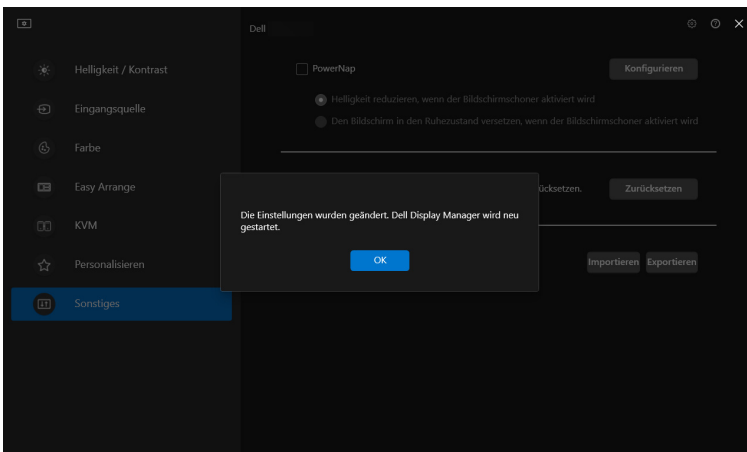 Dell
Helligkeit / Kontrast
Eingangsquelle
Farbe
Easy Arrange
KVM
Personalisieren
Sonstiges
PowerNap
Konfigurieren
Helligkeit reduzieren, wenn der Bildschirmschoner aktiviert wird
Den Bildschirm in den Ruhezustand versetzen, wenn der Bildschirmschoner aktiviert wird
Zurücksetzen
Die Einstellungen wurden geändert. Dell Display Manager wird neu
gestartet.
OK
Importieren Exportieren